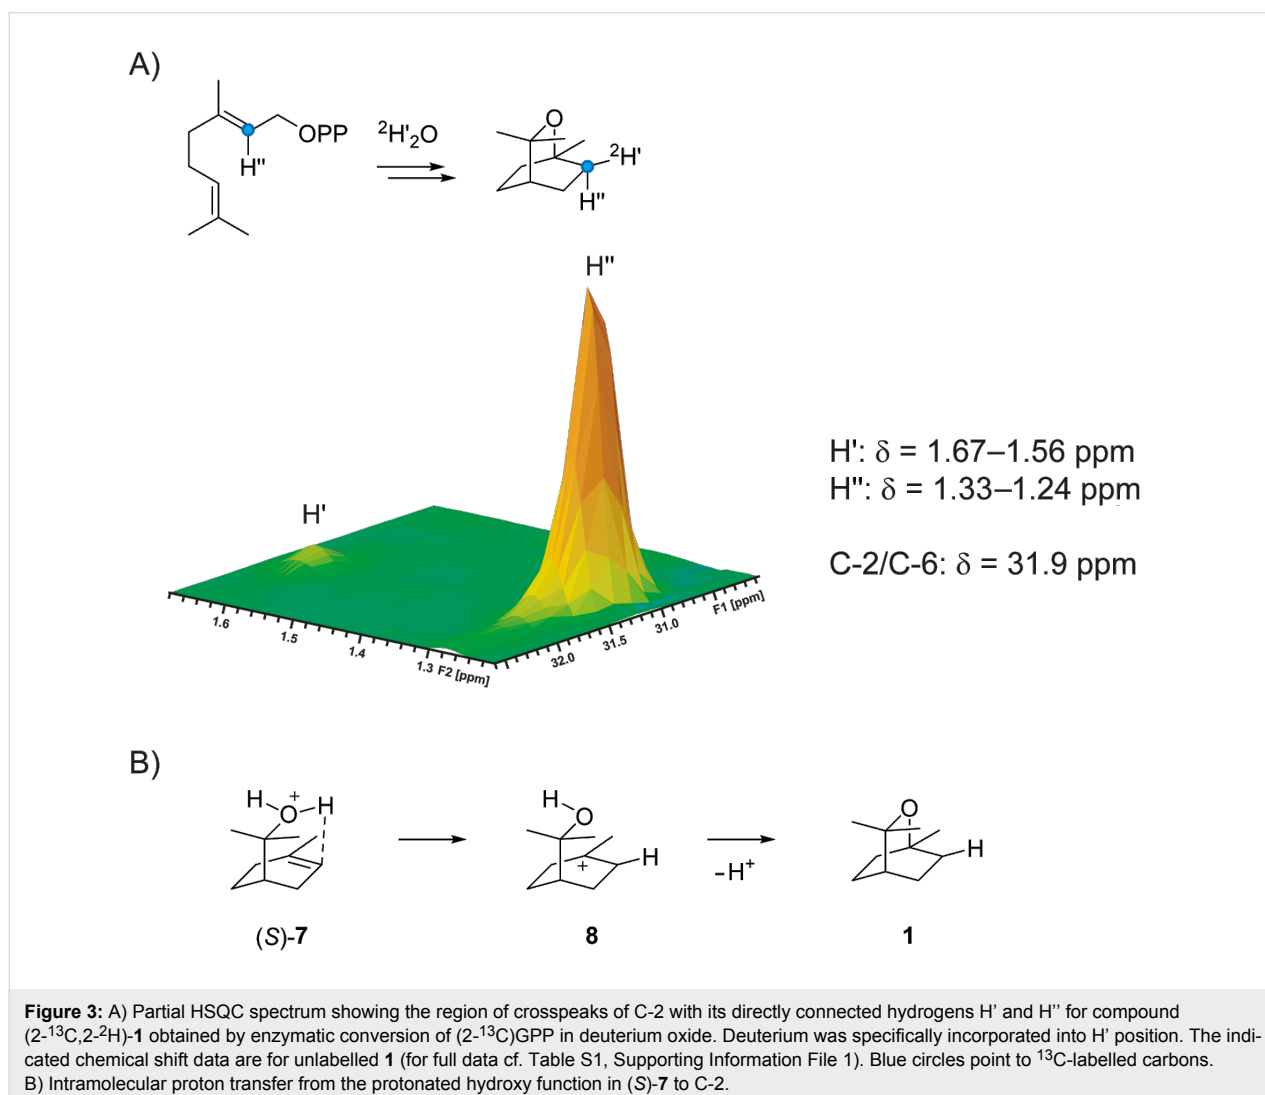 A)
OPP
H"
²H'₂O
O
²H'
H"
H"
H'
H': δ = 1.67–1.56 ppm
H": δ = 1.33–1.24 ppm
C-2/C-6: δ = 31.9 ppm
1.6
1.5
1.4
1.3 F2 [ppm]
32.0
31.5
31.0
F1 [ppm]
B)
H O + H
H O
H
+
–H⁺
O
H
(S)-7
8
1
Figure 3: A) Partial HSQC spectrum showing the region of crosspeaks of C-2 with its directly connected hydrogens H’ and H’’ for compound
(2-¹³C,2-²H)-1 obtained by enzymatic conversion of (2-¹³C)GPP in deuterium oxide. Deuterium was specifically incorporated into H’ position. The indi-
cated chemical shift data are for unlabelled 1 (for full data cf. Table S1, Supporting Information File 1). Blue circles point to ¹³C-labelled carbons.
B) Intramolecular proton transfer from the protonated hydroxy function in (S)-7 to C-2.